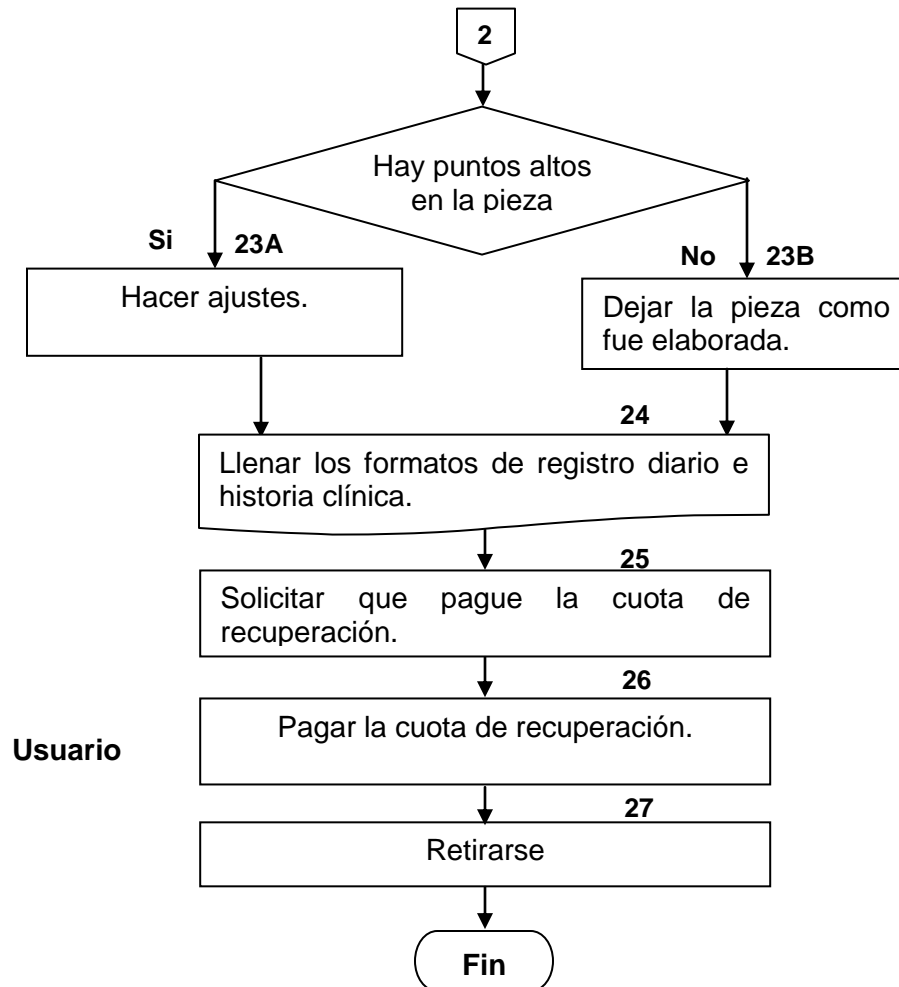 2
Hay puntos altos
en la pieza
Si
23A
No
23B
Hacer ajustes.
Dejar la pieza como
fue elaborada.
24
Llenar los formatos de registro diario e
historia clínica.
25
Solicitar que pague la cuota de
recuperación.
26
Pagar la cuota de recuperación.
Usuario
27
Retirarse
Fin